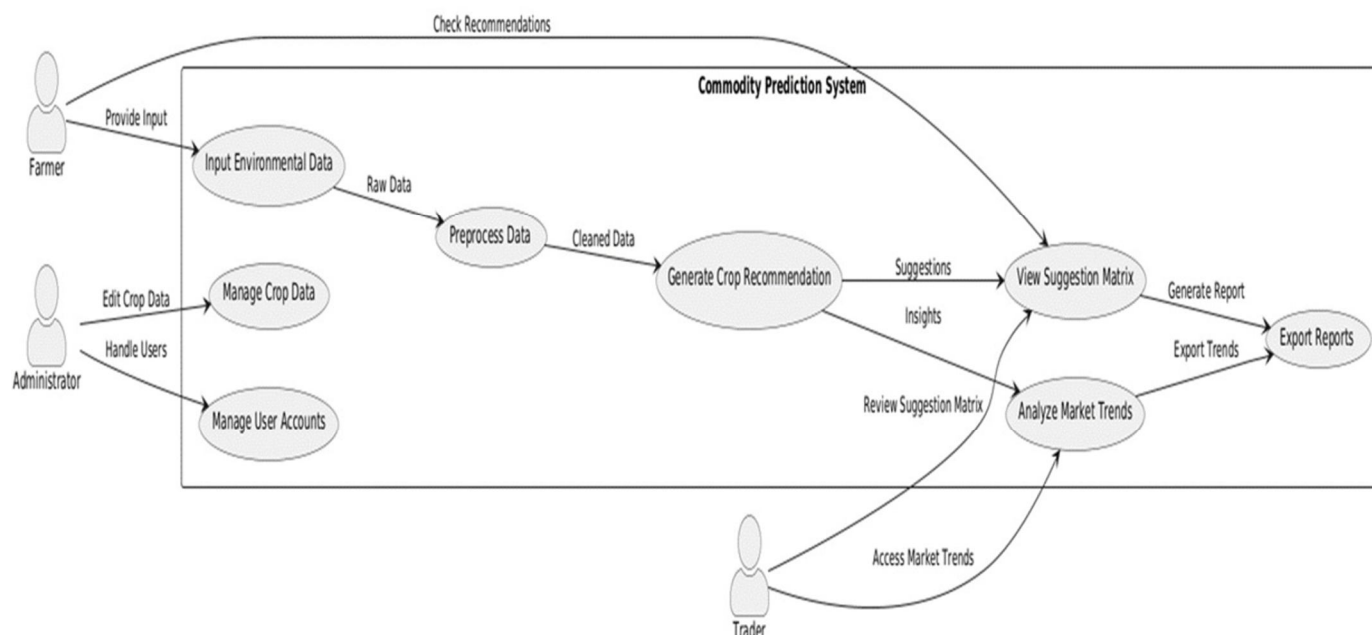 Check Recommendations
Commodity Prediction System
Provide Input
Farmer
Input Environmental Data
Raw Data
Preprocess Data
Cleaned Data
Generate Crop Recommendation
Suggestions
View Suggestion Matrix
Generate Report
Insights
Export Reports
Export Trends
Edit Crop Data
Manage Crop Data
Handle Users
Administrator
Manage User Accounts
Review Suggestion Matrix
Analyze Market Trends
Access Market Trends
Trader